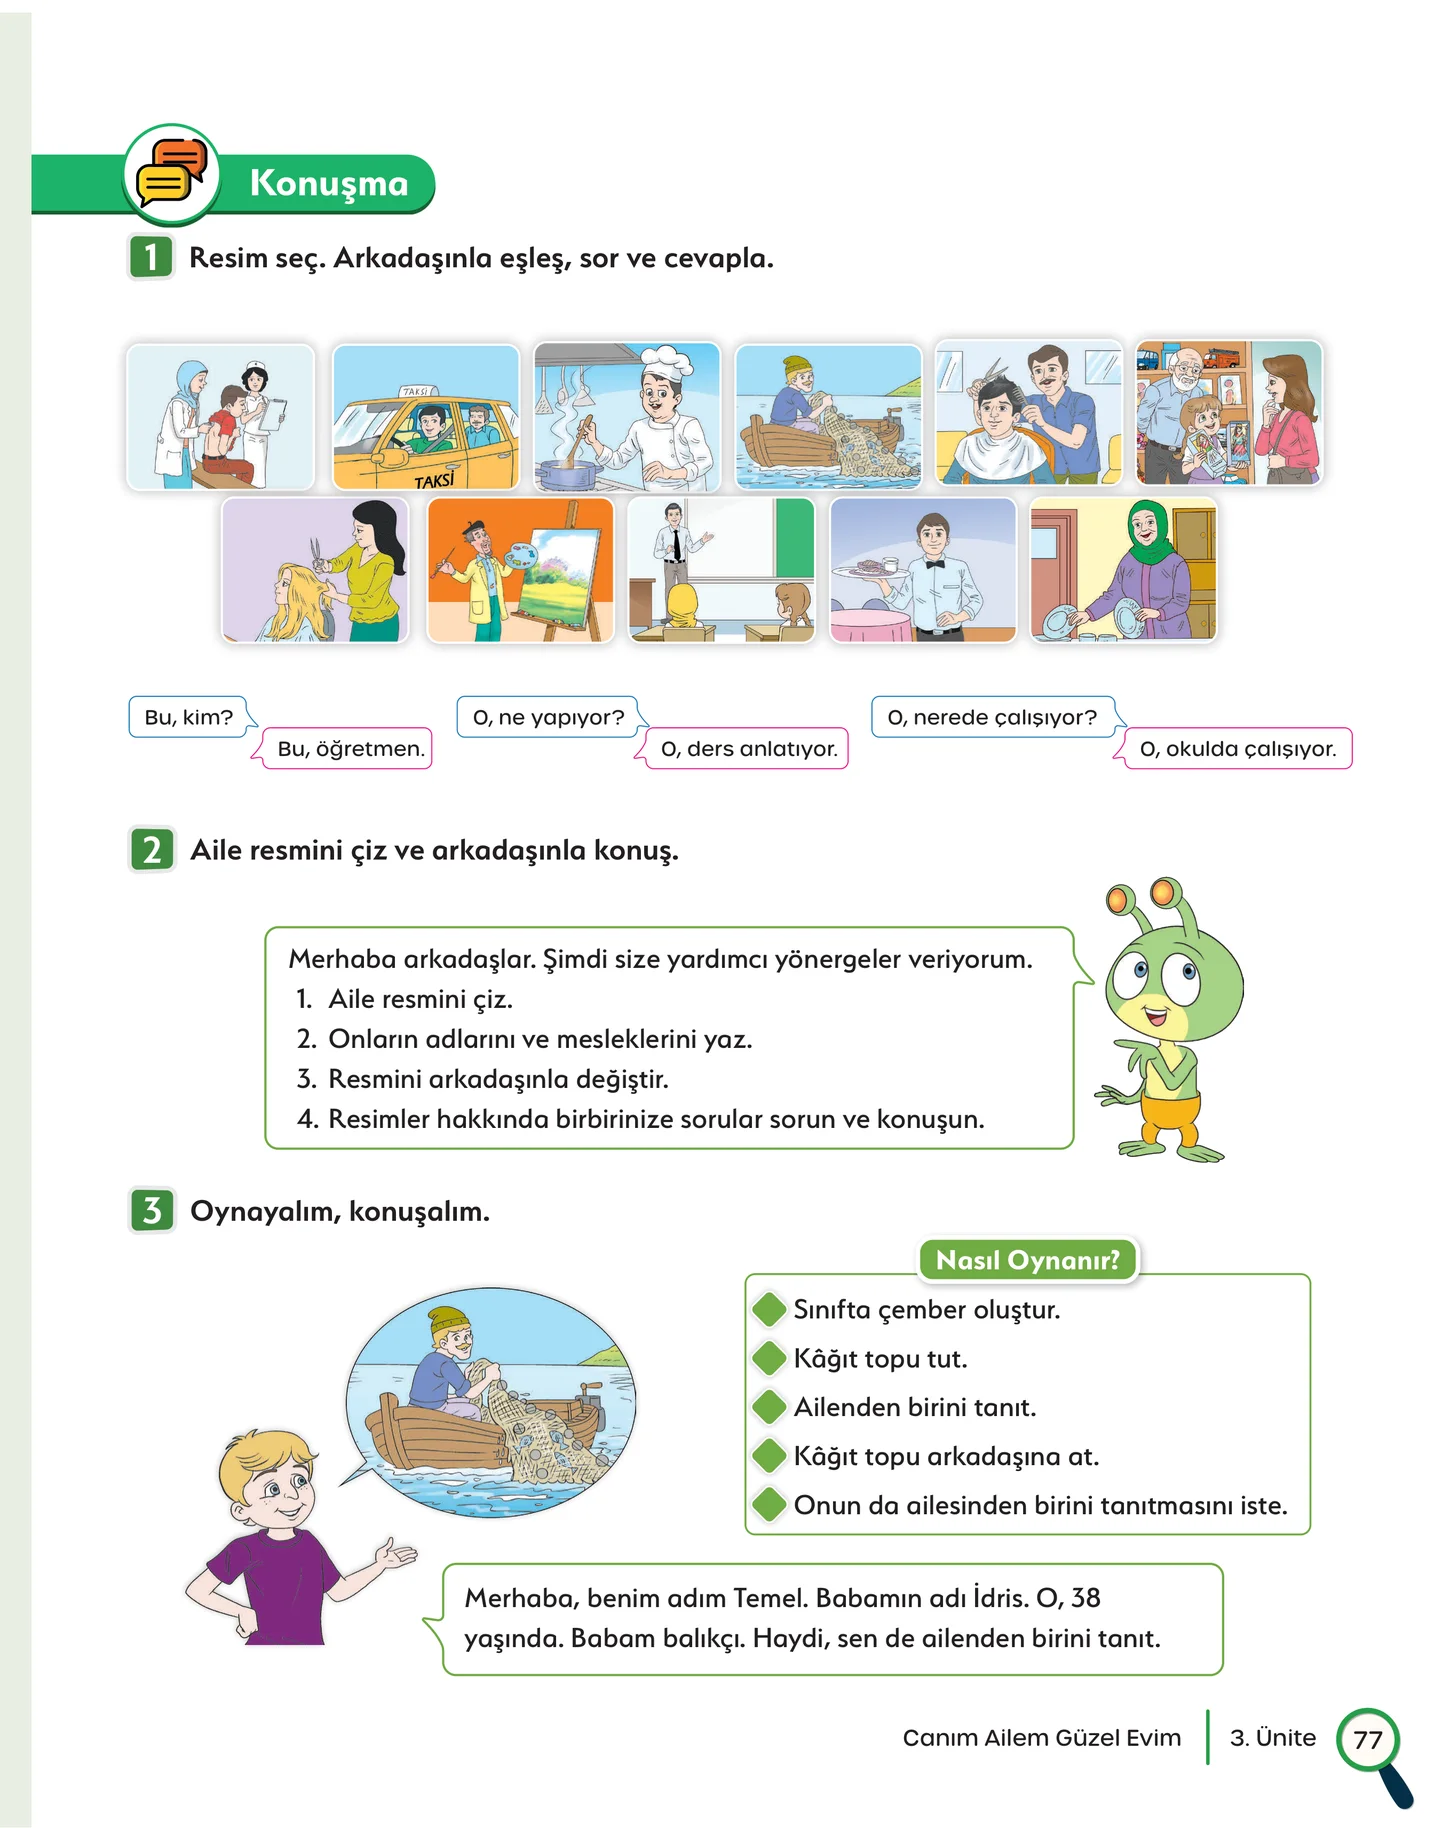 Konuşma
1 Resim seç. Arkadaşınla eşleş, sor ve cevapla.
TAKSİ
TAKSİ
Bu, kim?
Bu, öğretmen.
O, ne yapıyor?
O, ders anlatıyor.
O, nerede çalışıyor?
O, okulda çalışıyor.
2 Aile resmini çiz ve arkadaşınla konuş.
Merhaba arkadaşlar. Şimdi size yardımcı yönergeler veriyorum.
1. Aile resmini çiz.
2. Onların adlarını ve mesleklerini yaz.
3. Resmini arkadaşınla değiştir.
4. Resimler hakkında birbirinize sorular sorun ve konuşun.
3 Oynayalım, konuşalım.
Nasıl Oynanır?
Sınıfta çember oluştur.
Kâğıt topu tut.
Ailenden birini tanıt.
Kâğıt topu arkadaşına at.
Onun da ailesinden birini tanıtmasını iste.
Merhaba, benim adım Temel. Babamın adı İdris. O, 38
yaşında. Babam balıkçı. Haydi, sen de ailenden birini tanıt.
Canım Ailem Güzel Evim 3. Ünite 77